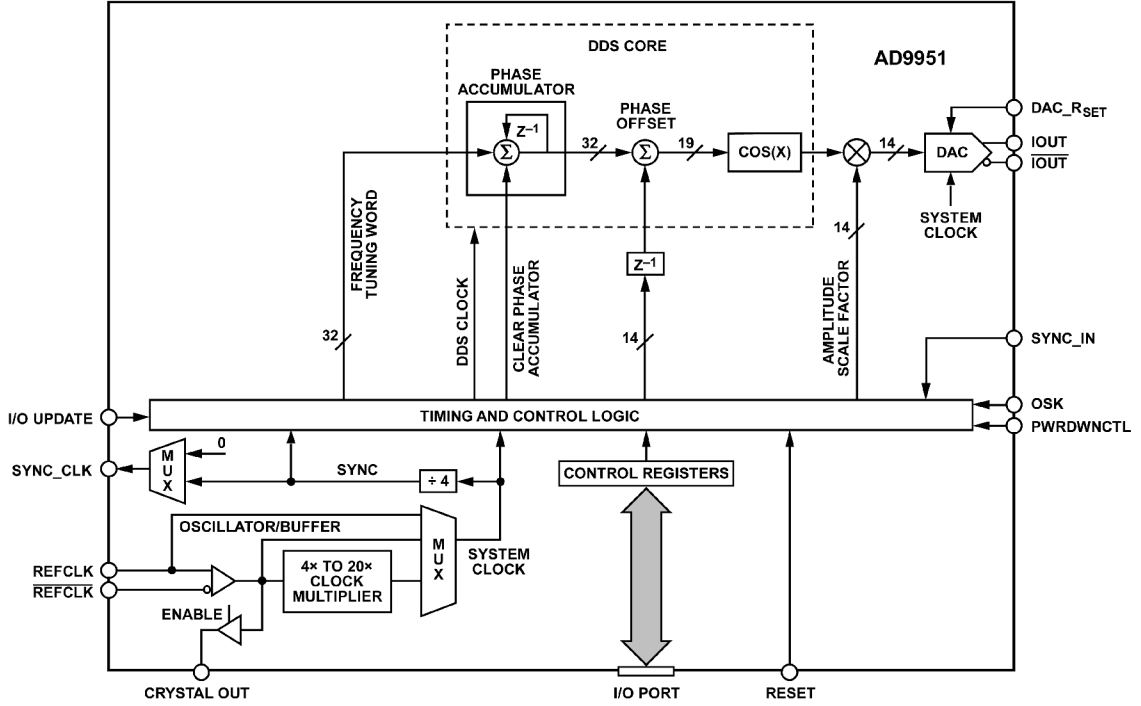 DDS CORE
AD9951
PHASE
ACCUMULATOR
PHASE
OFFSET
DAC_RSET
Z–1
IOUT
Σ
32
Σ
19
COS(X)
14
DAC
IOUT
SYSTEM
CLOCK
FREQUENCY
TUNING WORD
DDS CLOCK
CLEAR PHASE
ACCUMULATOR
Z–1
14
AMPLITUDE
SCALE FACTOR
32
14
SYNC_IN
OSK
I/O UPDATE
TIMING AND CONTROL LOGIC
PWRDWNCTL
0
SYNC_CLK
MUX
SYNC
÷ 4
CONTROL REGISTERS
OSCILLATOR/BUFFER
MUX
SYSTEM
CLOCK
REFCLK
REFCLK
4× TO 20×
CLOCK
MULTIPLIER
ENABLE
CRYSTAL OUT
I/O PORT
RESET